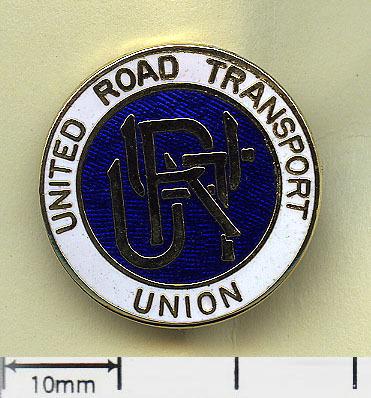 UNITED ROAD TRANSPORT
UNION
URTU
10mm